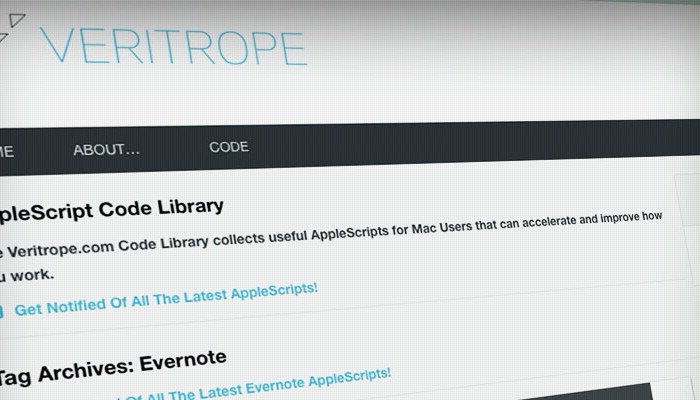 VERITROPE
ME ABOUT... CODE
pleScript Code Library
Veritrope.com Code Library collects useful AppleScripts for Mac Users that can accelerate and improve how
u work.
Get Notified Of All The Latest AppleScripts!
Tag Archives: Evernote
Of All The Latest Evernote AppleScripts!